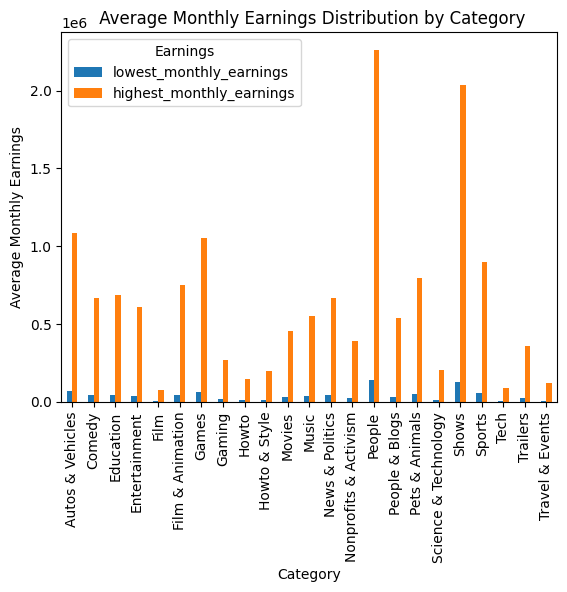 Average Monthly Earnings Distribution by Category
1e6
Earnings
lowest_monthly_earnings
highest_monthly_earnings
Average Monthly Earnings
2.0
1.5
1.0
0.5
0.0
Autos & Vehicles
Comedy
Education
Entertainment
Film
Film & Animation
Games
Gaming
Howto
Howto & Style
Movies
Music
News & Politics
Nonprofits & Activism
People
People & Blogs
Pets & Animals
Science & Technology
Shows
Sports
Tech
Trailers
Travel & Events
Category